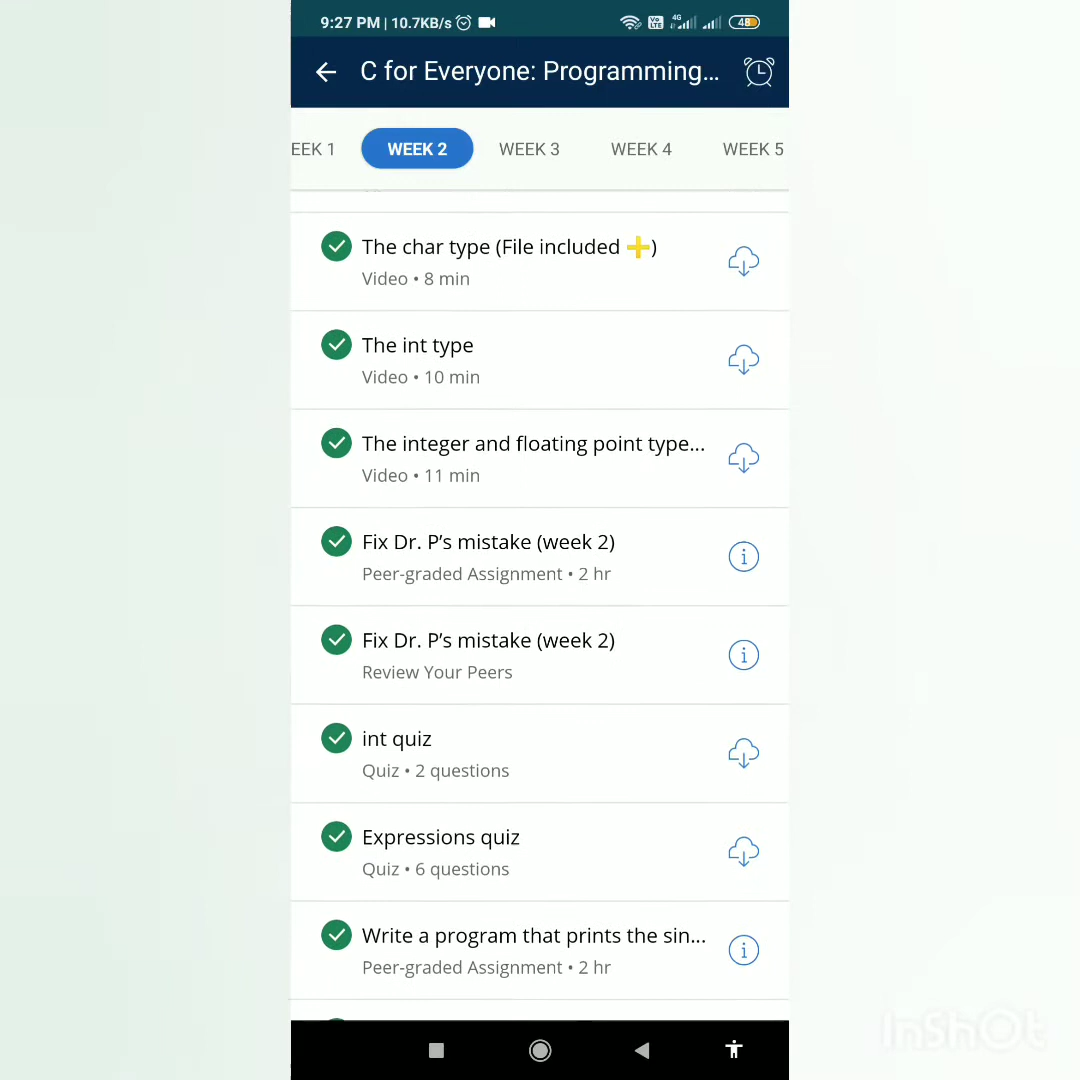 9:27 PM | 10.7KB/s Vo LTE 4G 48
C for Everyone: Programming...
EEK 1 WEEK 2 WEEK 3 WEEK 4 WEEK 5
The char type (File included ➕)
Video • 8 min
The int type
Video • 10 min
The integer and floating point type...
Video • 11 min
Fix Dr. P's mistake (week 2)
Peer-graded Assignment • 2 hr
Fix Dr. P's mistake (week 2)
Review Your Peers
int quiz
Quiz • 2 questions
Expressions quiz
Quiz • 6 questions
Write a program that prints the sin...
Peer-graded Assignment • 2 hr
InShOt